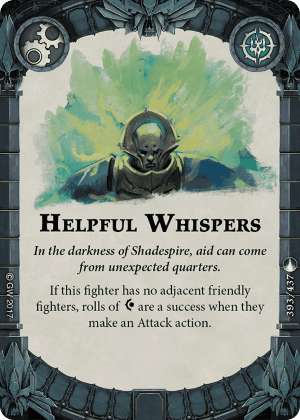 HELPFUL WHISPERS
In the darkness of Shadespire, aid can come
from unexpected quarters.
If this fighter has no adjacent friendly
fighters, rolls of are a success when they
make an Attack action.
© GW 2017
393/437